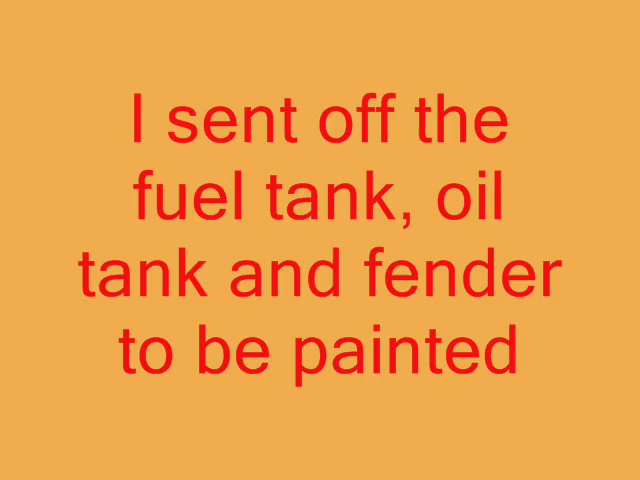 I sent off the
fuel tank, oil
tank and fender
to be painted